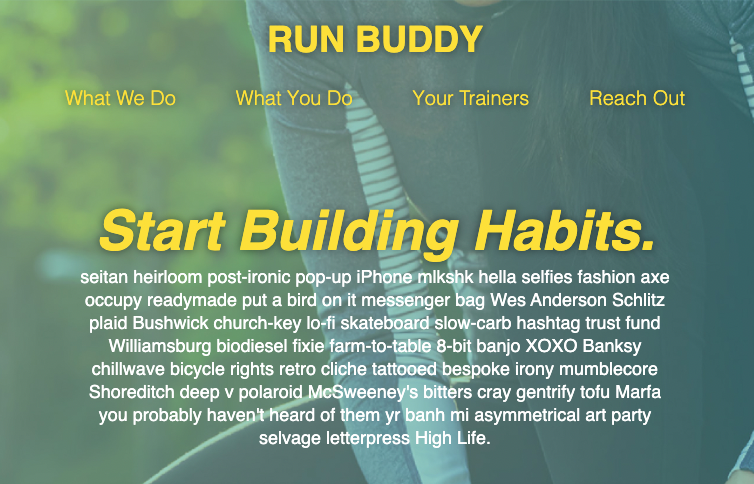 RUN BUDDY
What We Do What You Do Your Trainers Reach Out
Start Building Habits.
seitan heirloom post-ironic pop-up iPhone mlkshk hella selfies fashion axe
occupy readymade put a bird on it messenger bag Wes Anderson Schlitz
plaid Bushwick church-key lo-fi skateboard slow-carb hashtag trust fund
Williamsburg biodiesel fixie farm-to-table 8-bit banjo XOXO Banksy
chillwave bicycle rights retro cliche tattooed bespoke irony mumblecore
Shoreditch deep v polaroid McSweeney's bitters cray gentrify tofu Marfa
you probably haven't heard of them yr banh mi asymmetrical art party
selvage letterpress High Life.